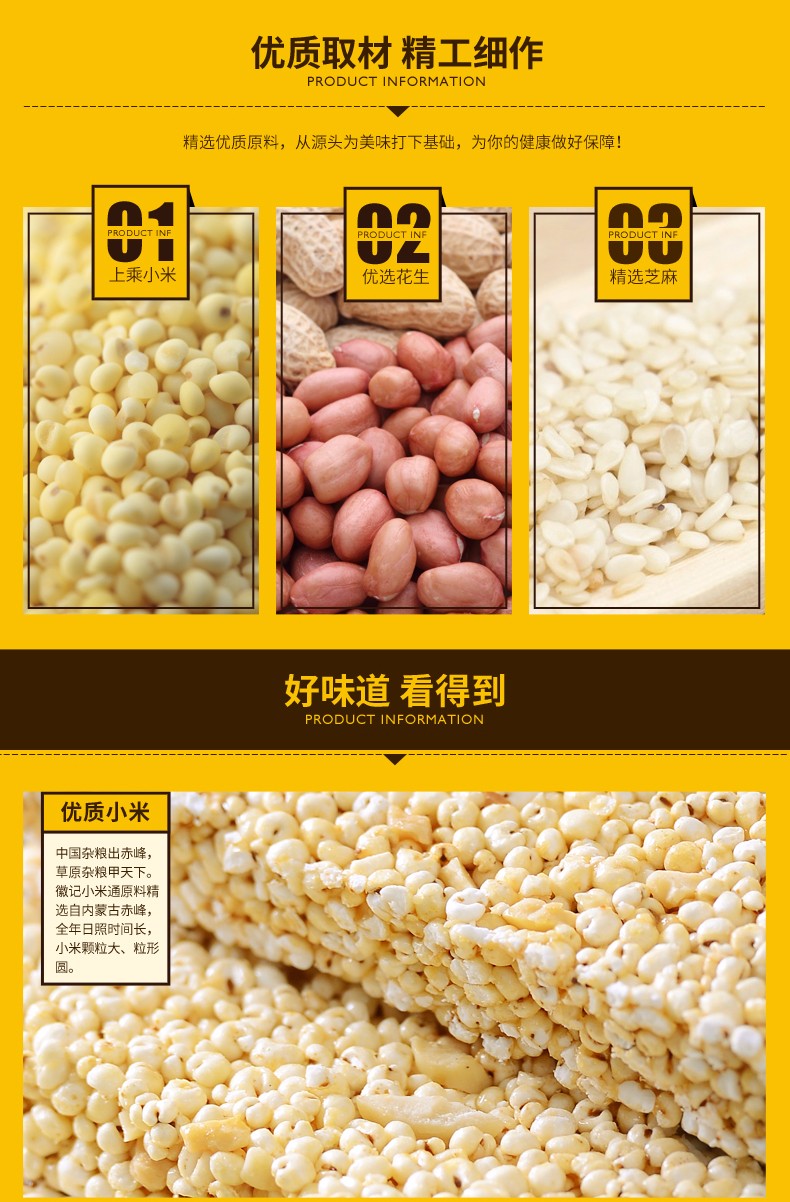 优质取材 精工细作
PRODUCT INFORMATION
精选优质原料，从源头为美味打下基础，为你的健康做好保障！
01
PRODUCT INF
上乘小米
02
PRODUCT INF
优选花生
03
PRODUCT INF
精选芝麻
好味道 看得到
PRODUCT INFORMATION
优质小米
中国杂粮出赤峰，
草原杂粮甲天下。
徽记小米通原料精
选自内蒙古赤峰，
全年日照时间长，
小米颗粒大、粒形
圆。